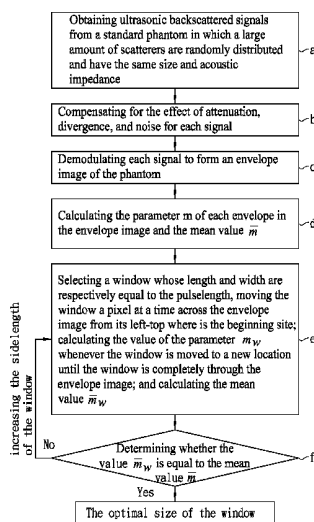 Obtaining ultrasonic backscattered signals
from a standard phantom in which a large
amount of scatterers are randomly distributed
and have the same size and acoustic
impedance
a
Compensating for the effect of attenuation,
divergence, and noise for each signal
b
Demodulating each signal to form an envelope
image of the phantom
c
Calculating the parameter m of each envelope in
the envelope image and the mean value m̅
d
Selecting a window whose length and width are
respectively equal to the pulselength, moving the
window a pixel at a time across the envelope
image from its left-top where is the beginning site;
calculating the value of the parameter m_w
whenever the window is moved to a new location
until the window is completely through the
envelope image; and calculating the mean
value m̅_w
e
increasing the sidelength
of the window
No
Determining whether the
value m̅_w is equal to the mean
value m̅
f
Yes
The optimal size of the window